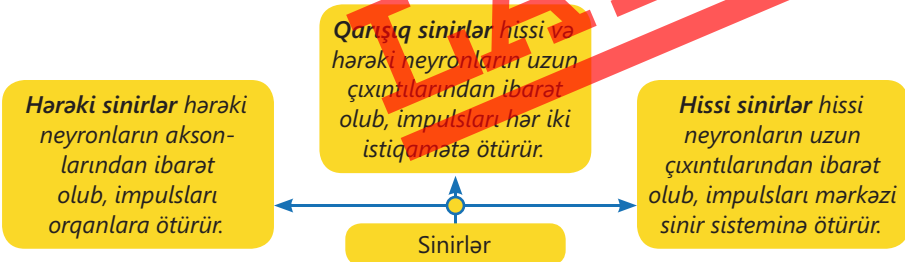 Qarışıq sinirlər hissi və
hərəki neyronların uzun
çıxıntılarından ibarət
olub, impulsları hər iki
istiqamətə ötürür.
Hərəki sinirlər hərəki
neyronların akson-
larından ibarət
olub, impulsları
orqanlara ötürür.
Hissi sinirlər hissi
neyronların uzun
çıxıntılarından ibarət
olub, impulsları mərkəzi
sinir sisteminə ötürür.
Sinirlər